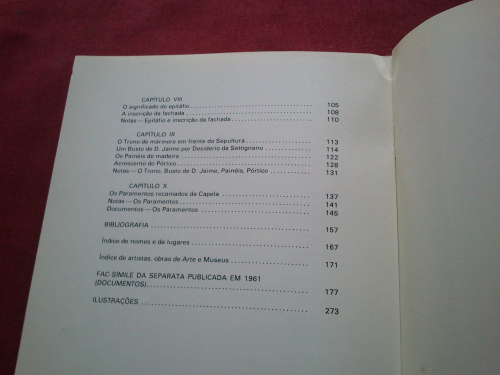 CAPÍTULO VIII
O significado do epitáfio 105
A inscrição da fachada 108
Notas — Epitáfio e inscrição da fachada 110
CAPÍTULO IX
O Trono de mármore em frente da Sepultura 113
Um Busto de D. Jaime por Desiderio da Settignano 114
Os Painéis de madeira 122
Acrescento do Pórtico 128
Notas — O Trono, Busto de D. Jaime, Painéis, Pórtico 131
CAPÍTULO X
Os Paramentos recamados da Capela 137
Notas — Os Paramentos 141
Documentos — Os Paramentos 145
BIBLIOGRAFIA 157
Índice de nomes e de lugares 167
Índice de artistas, obras de Arte e Museus 171
FAC-SÍMILE DA SEPARATA PUBLICADA EM 1961
(DOCUMENTOS) 177
ILUSTRAÇÕES 273